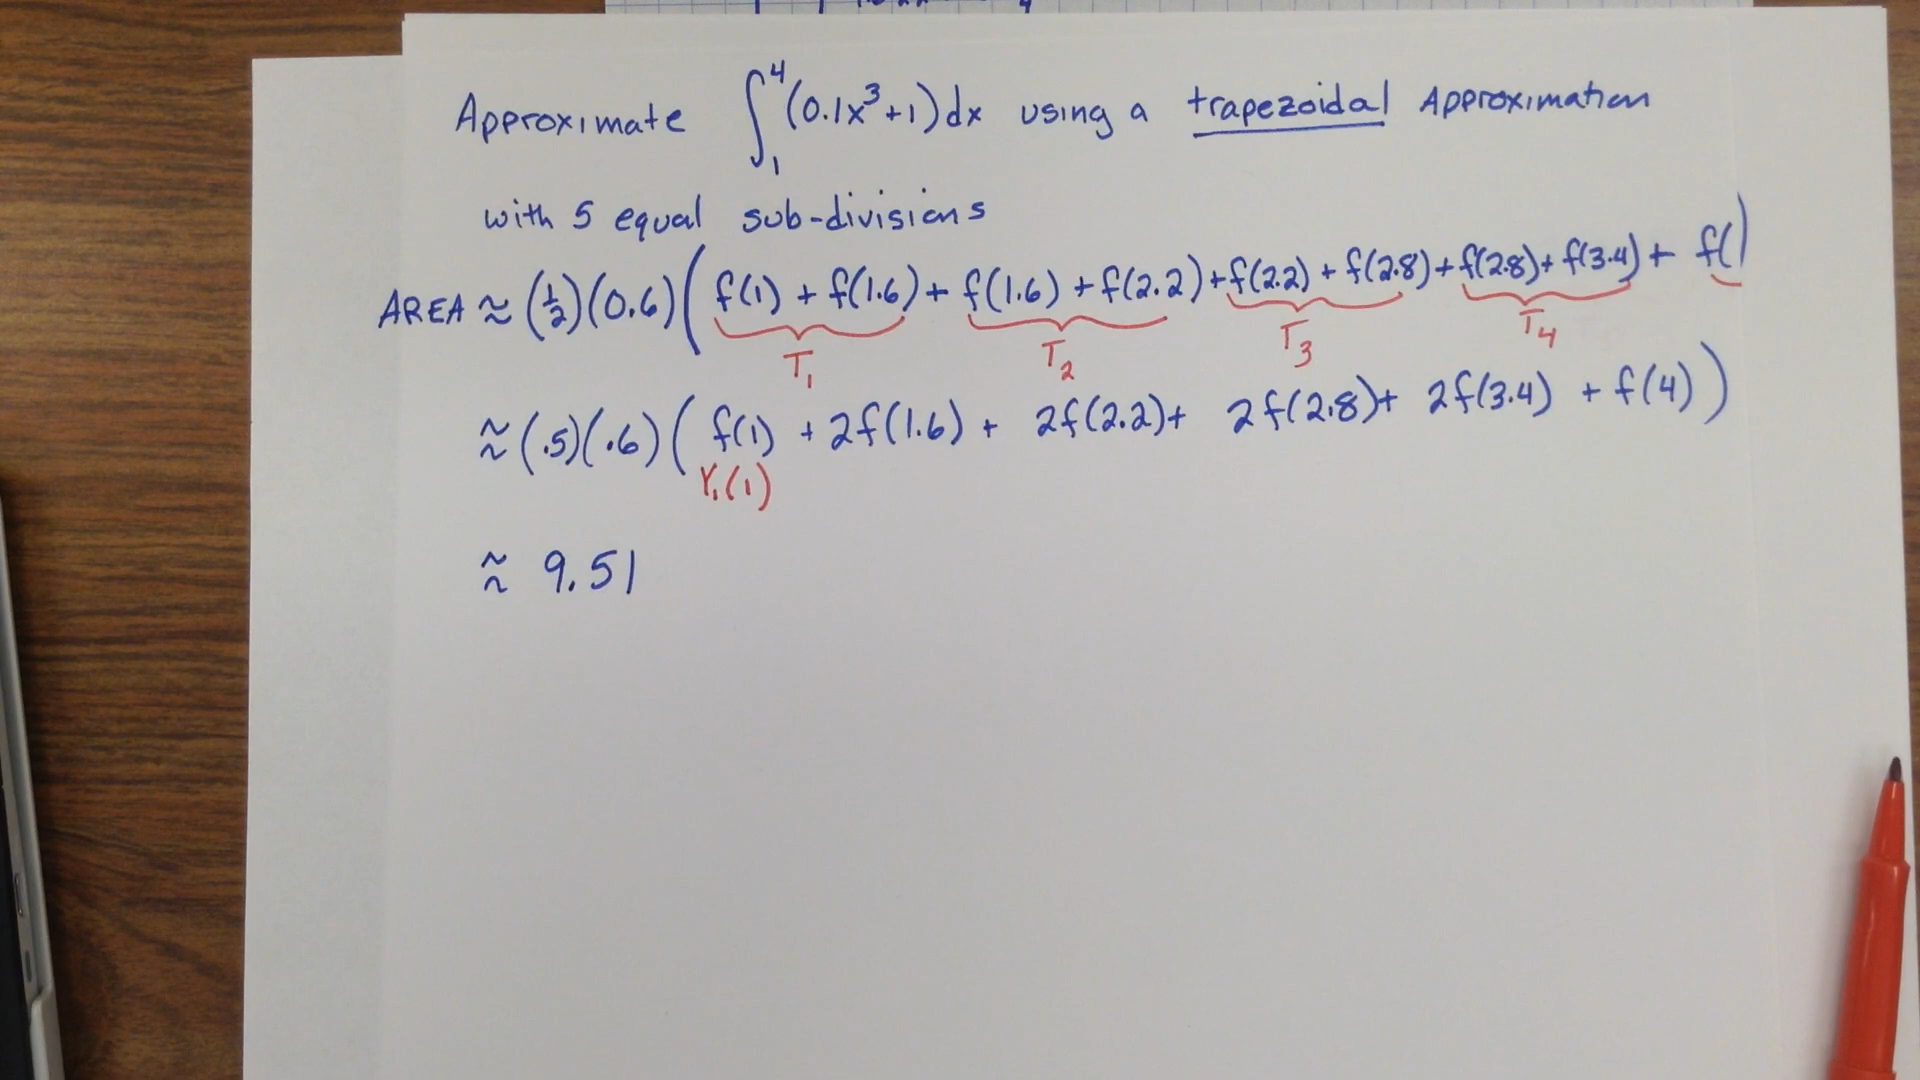 Approximate ∫₁⁴ (0.1x³+1)dx using a trapezoidal Approximation
with 5 equal sub-divisions
AREA ≈ (1/2)(0.6)(f(1) + f(1.6) + f(1.6) + f(2.2) + f(2.2) + f(2.8) + f(2.8) + f(3.4) + f()
T₁ T₂ T₃ T₄
≈ (.5)(.6)(f(1) + 2f(1.6) + 2f(2.2) + 2f(2.8) + 2f(3.4) + f(4))
Y₁(1)
≈ 9.51